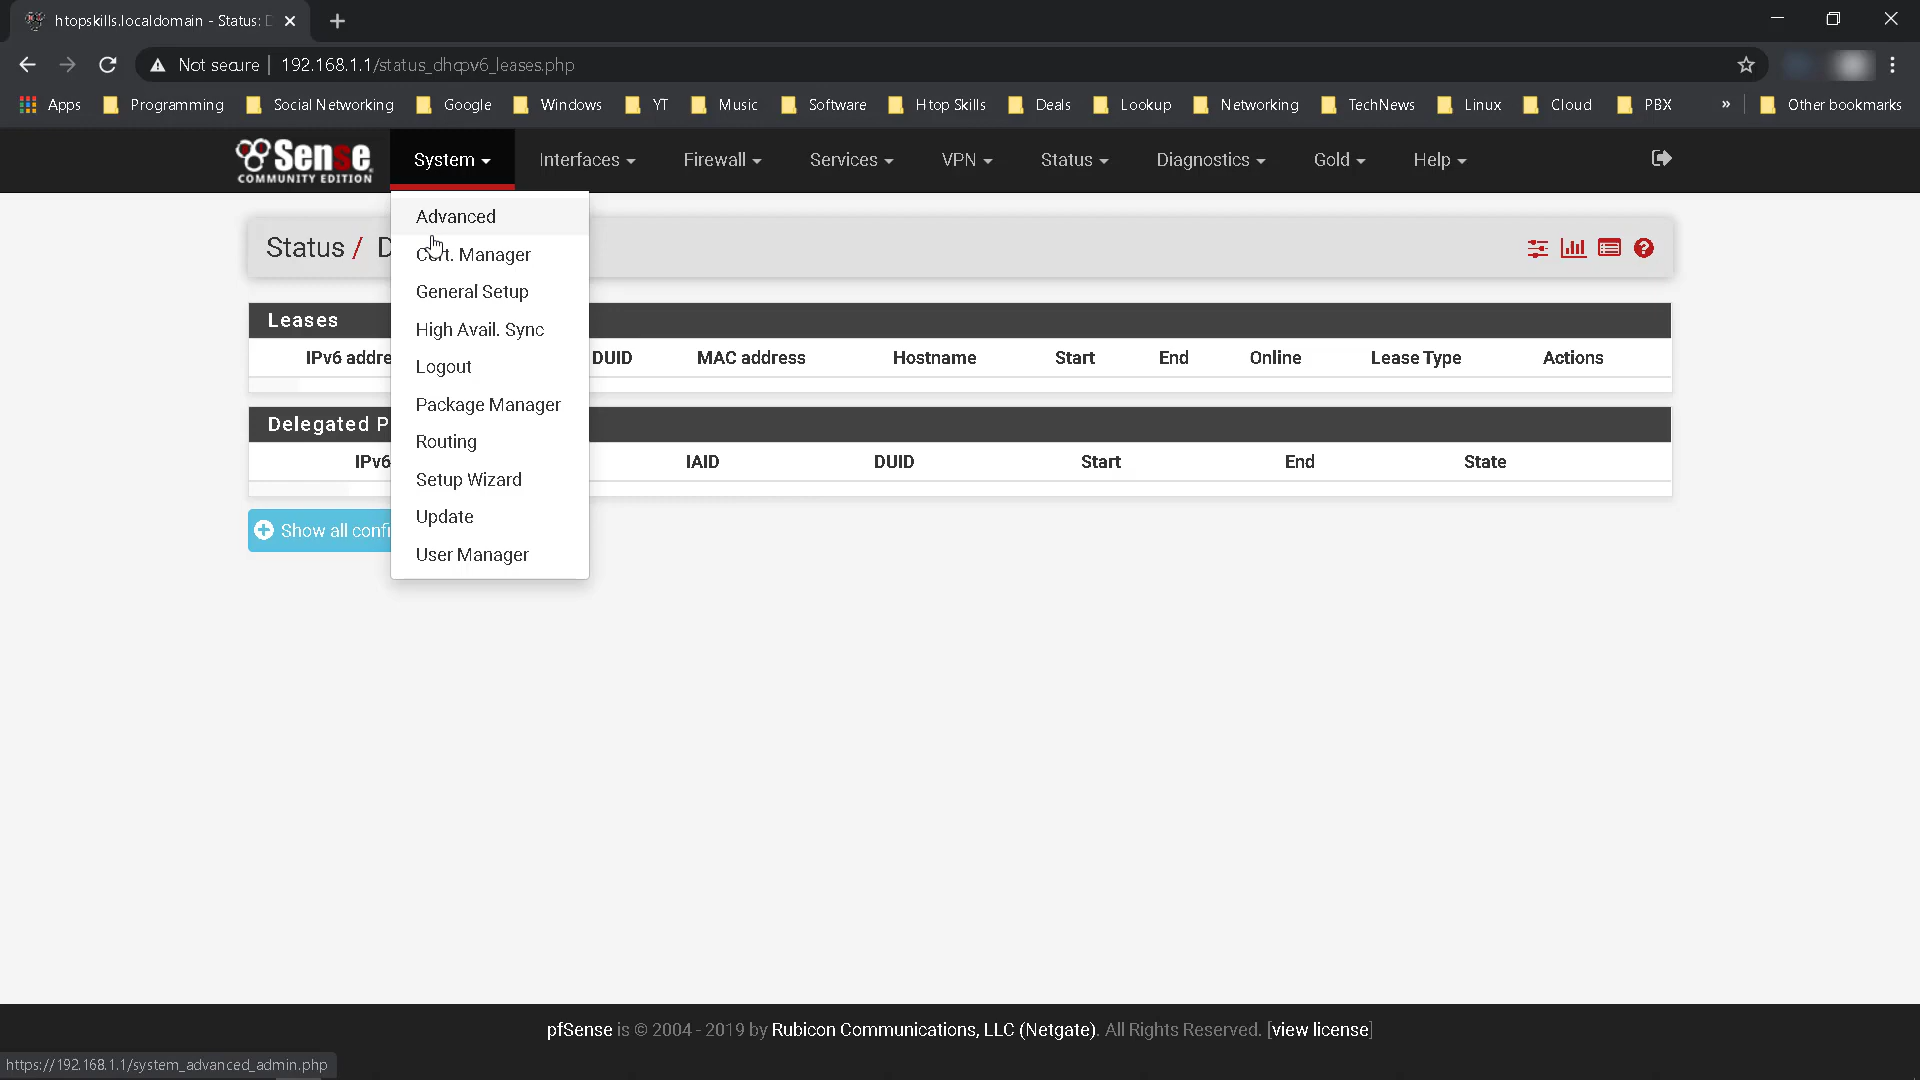 htopskills.localdomain - Status: D
Not secure | 192.168.1.1/status_dhcpv6_leases.php
Apps Programming Social Networking Google Windows YT Music Software Htop Skills Deals Lookup Networking TechNews Linux Cloud PBX » Other bookmarks
Sense System Interfaces Firewall Services VPN Status Diagnostics Gold Help
COMMUNITY EDITION
Advanced
Status / D
Cert. Manager
General Setup
High Avail. Sync
Logout
Package Manager
Routing
Setup Wizard
Update
User Manager
Leases
IPv6 addre DUID MAC address Hostname Start End Online Lease Type Actions
Delegated P
IPv6 IAID DUID Start End State
Show all confi
pfSense is © 2004 - 2019 by Rubicon Communications, LLC (Netgate). All Rights Reserved. [view license]
https://192.168.1.1/system_advanced_admin.php